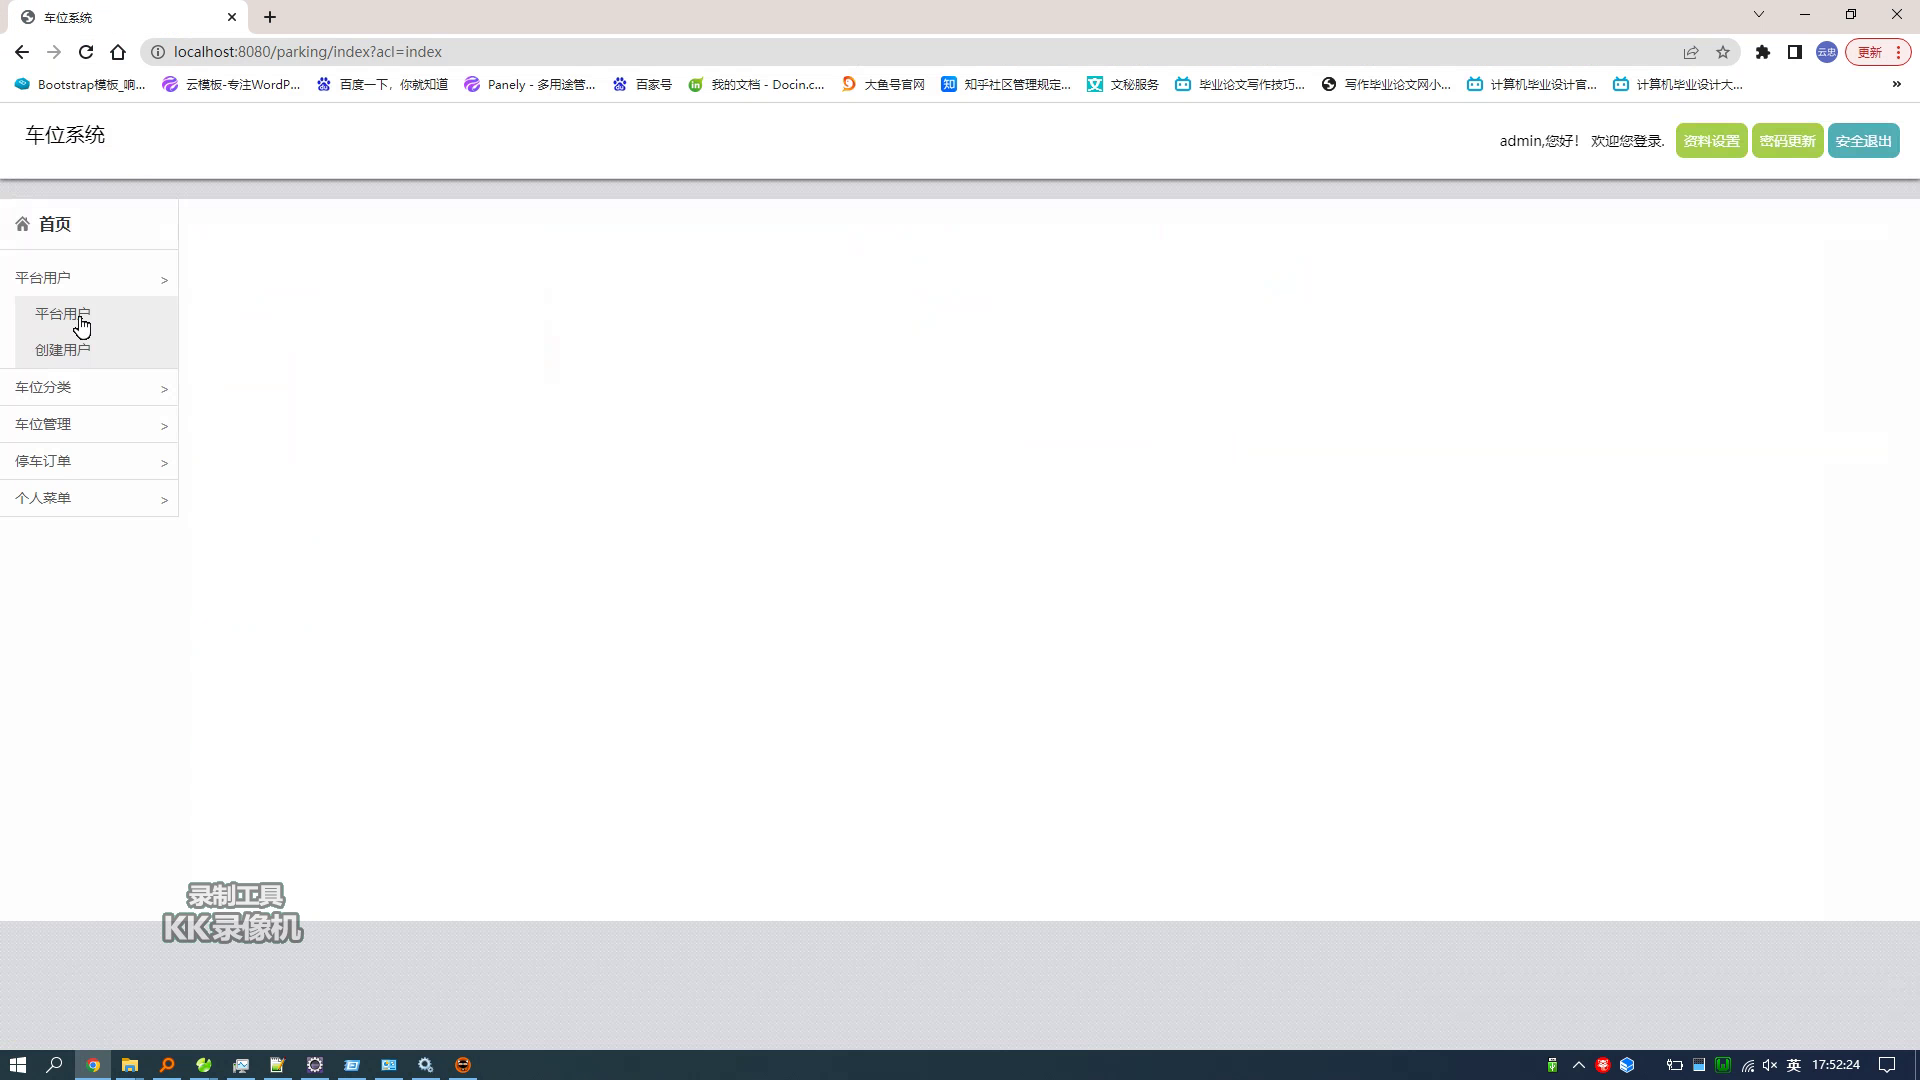 车位系统
localhost:8080/parking/index?acl=index
更新
云忠
Bootstrap模板_响...
云模板-专注WordP...
百度一下，你就知道
Panely - 多用途管...
百家号
我的文档 - Docin.c...
大鱼号官网
知乎社区管理规定...
文秘服务
毕业论文写作技巧...
写作毕业论文网小...
计算机毕业设计官...
计算机毕业设计大...
车位系统
admin,您好! 欢迎您登录.
资料设置
密码更新
安全退出
首页
平台用户 >
平台用户
创建用户
车位分类 >
车位管理 >
停车订单 >
个人菜单 >
录制工具
KK录像机
英
17:52:24